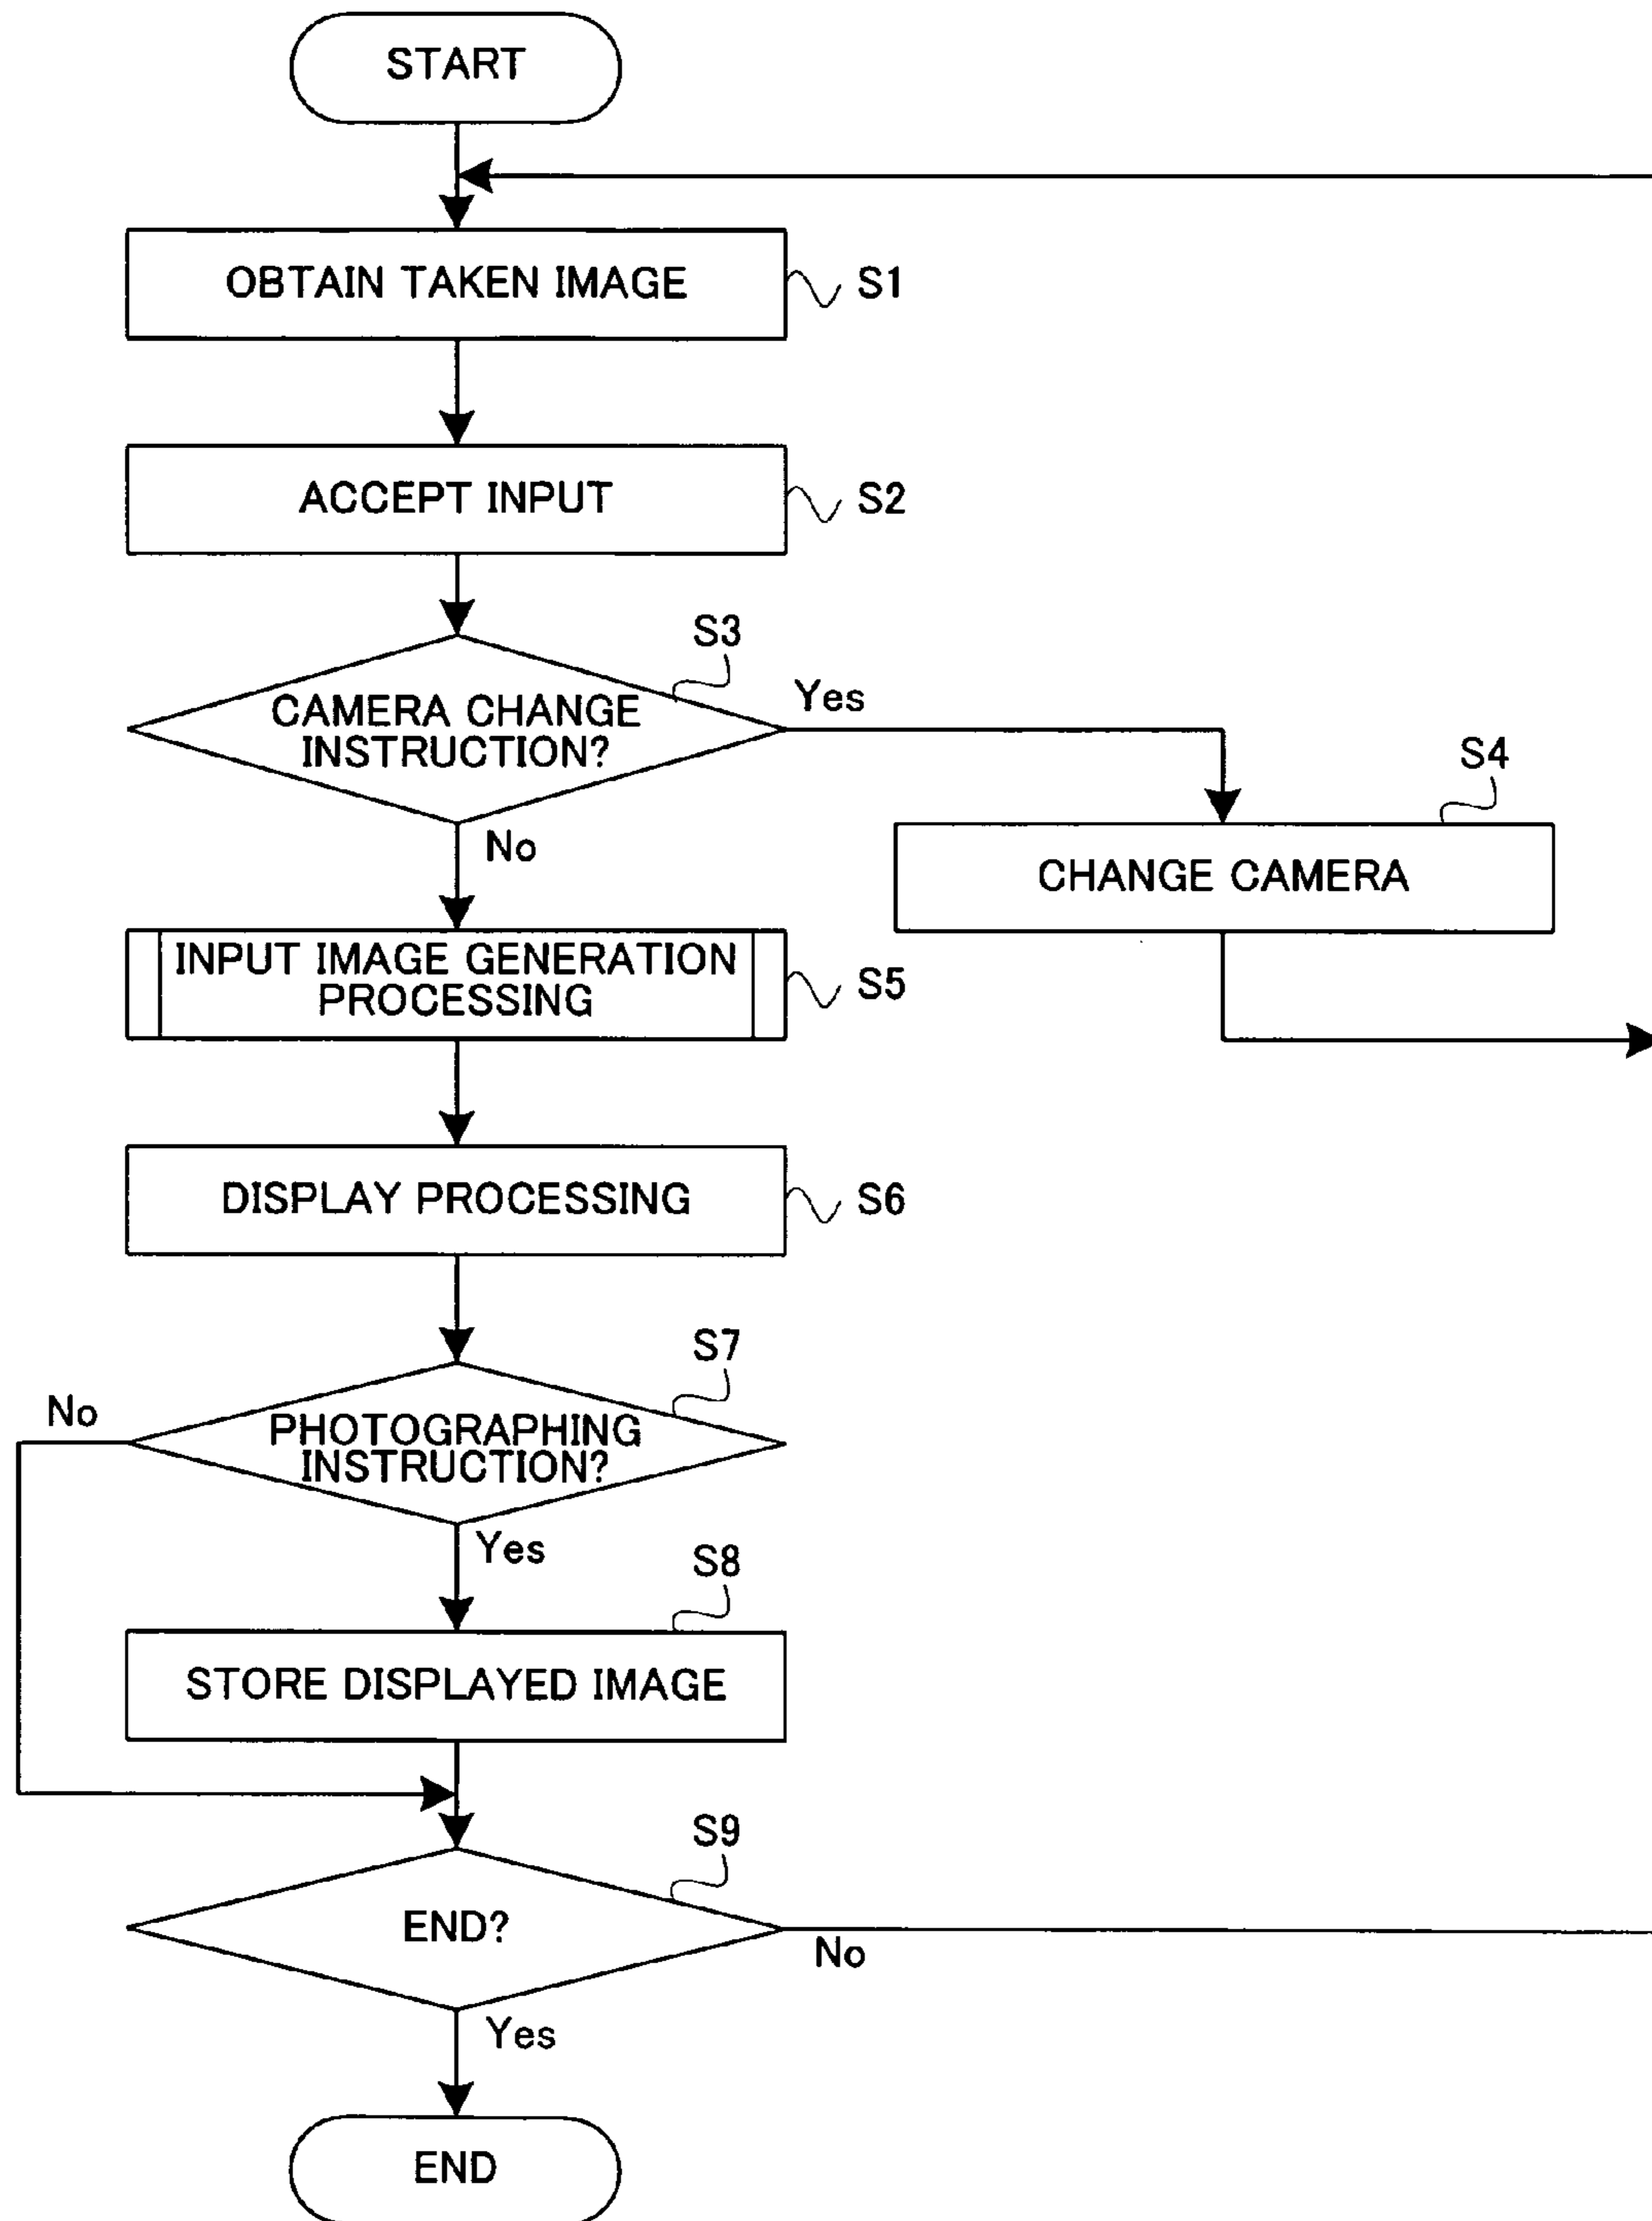 START
OBTAIN TAKEN IMAGE
S1
ACCEPT INPUT
S2
S3
CAMERA CHANGE
INSTRUCTION?
Yes
No
S4
CHANGE CAMERA
INPUT IMAGE GENERATION
PROCESSING
S5
DISPLAY PROCESSING
S6
S7
No
PHOTOGRAPHING
INSTRUCTION?
Yes
S8
STORE DISPLAYED IMAGE
S9
END?
No
Yes
END